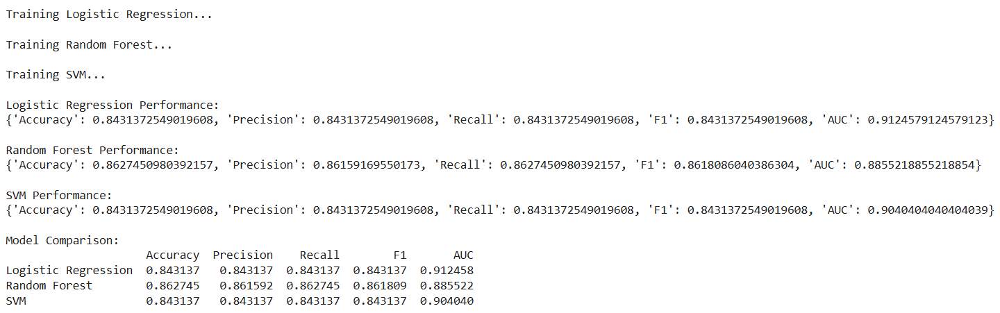 Training Logistic Regression...
Training Random Forest...
Training SVM...
Logistic Regression Performance:
{'Accuracy': 0.8431372549019608, 'Precision': 0.8431372549019608, 'Recall': 0.8431372549019608, 'F1': 0.8431372549019608, 'AUC': 0.9124579124579123}
Random Forest Performance:
{'Accuracy': 0.8627450980392157, 'Precision': 0.86159169550173, 'Recall': 0.8627450980392157, 'F1': 0.8618086040386304, 'AUC': 0.8855218855218854}
SVM Performance:
{'Accuracy': 0.8431372549019608, 'Precision': 0.8431372549019608, 'Recall': 0.8431372549019608, 'F1': 0.8431372549019608, 'AUC': 0.9040404040404039}
Model Comparison:
Accuracy Precision Recall F1 AUC
Logistic Regression 0.843137 0.843137 0.843137 0.843137 0.912458
Random Forest 0.862745 0.861592 0.862745 0.861809 0.885522
SVM 0.843137 0.843137 0.843137 0.843137 0.904040